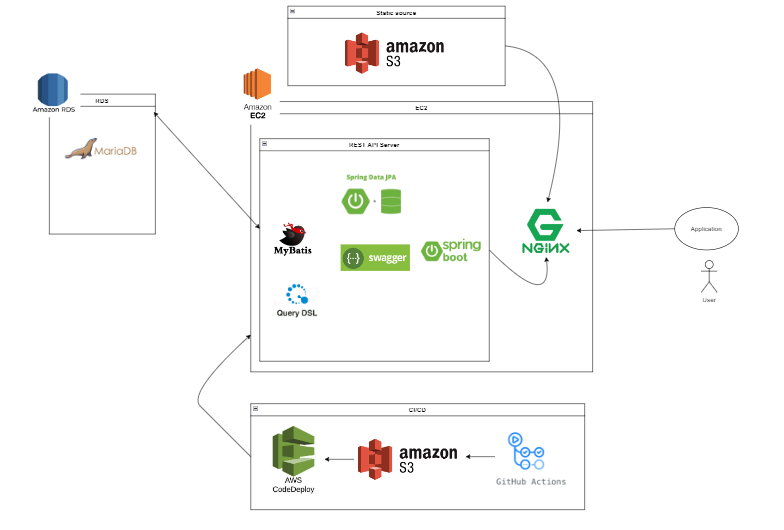 Static source
amazon
S3
Amazon RDS
RDS
MariaDB
Amazon
EC2
EC2
REST API Server
Spring Data JPA
+
MyBatis
swagger
spring
boot
Query DSL
NGINX
Application
User
CI/CD
AWS
CodeDeploy
amazon
S3
GitHub Actions